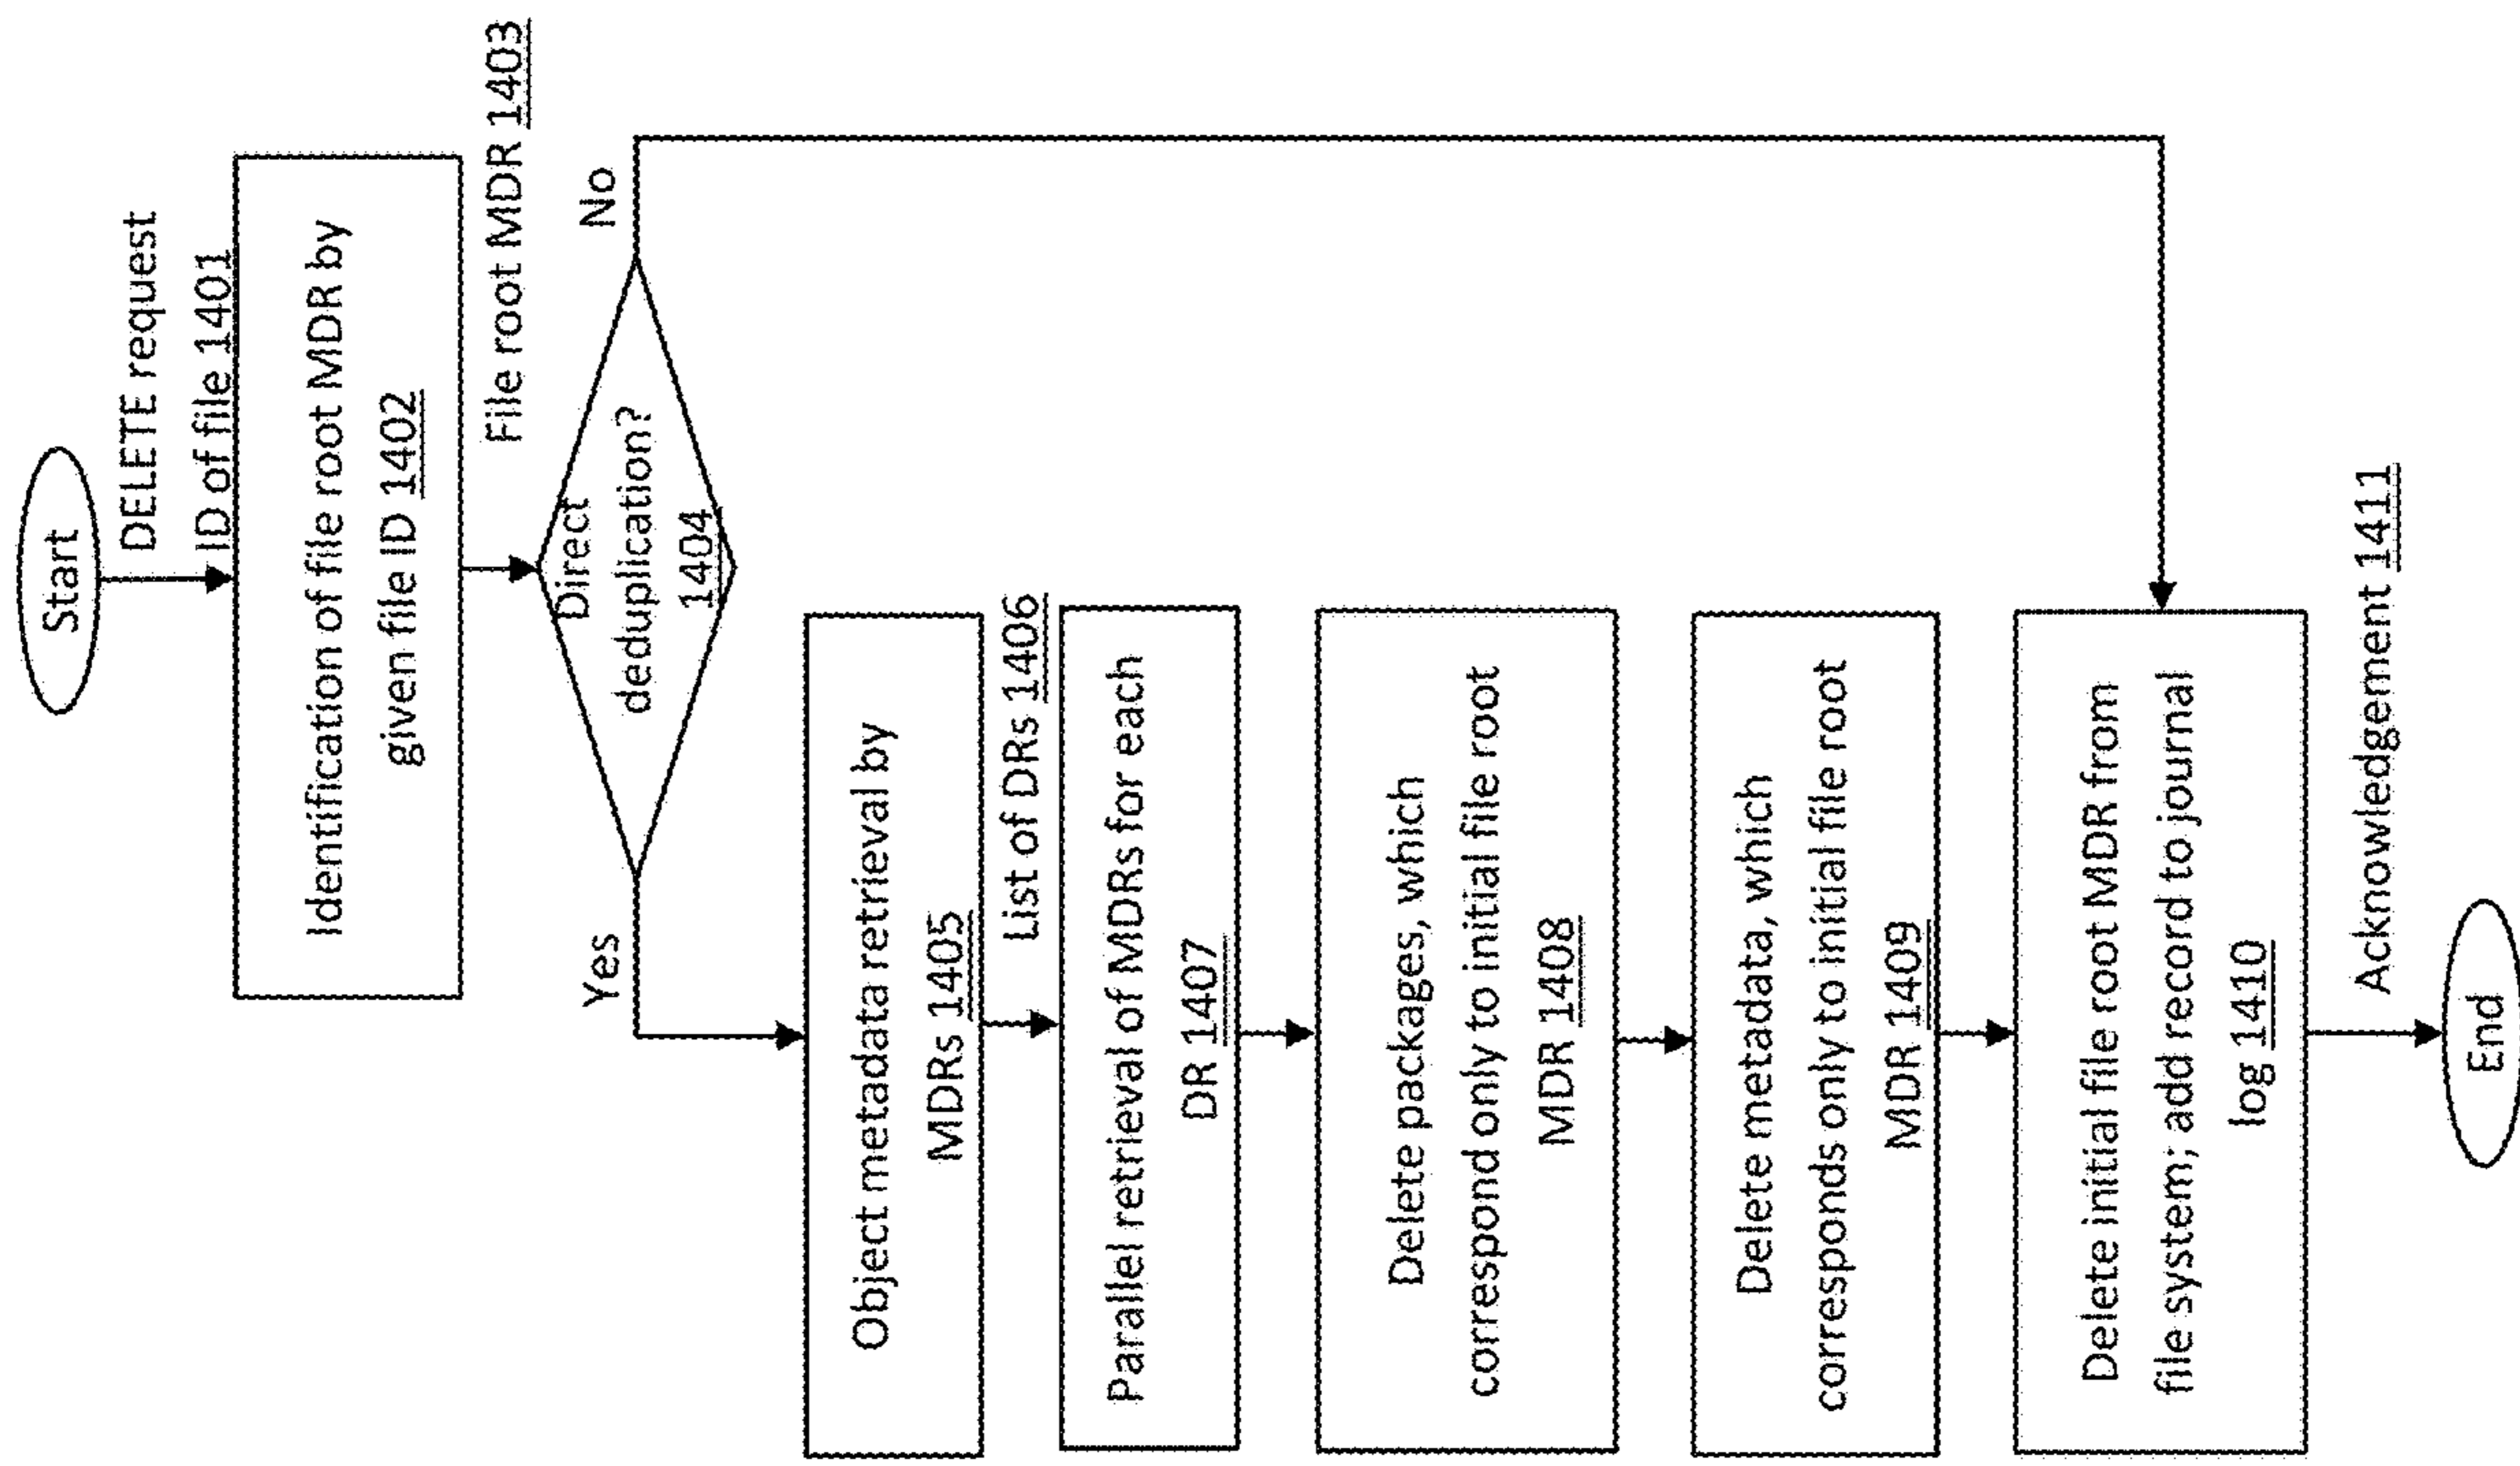 Start
DELETE request
ID of file 1401
Identification of file root MDR by
given file ID 1402
File root MDR 1403
Direct
deduplication?
1404
Yes
No
Object metadata retrieval by
MDRs 1405
List of DRs 1406
Parallel retrieval of MDRs for each
DR 1407
Delete packages, which
correspond only to initial file root
MDR 1408
Delete metadata, which
corresponds only to initial file root
MDR 1409
Delete initial file root MDR from
file system; add record to journal
log 1410
Acknowledgement 1411
End